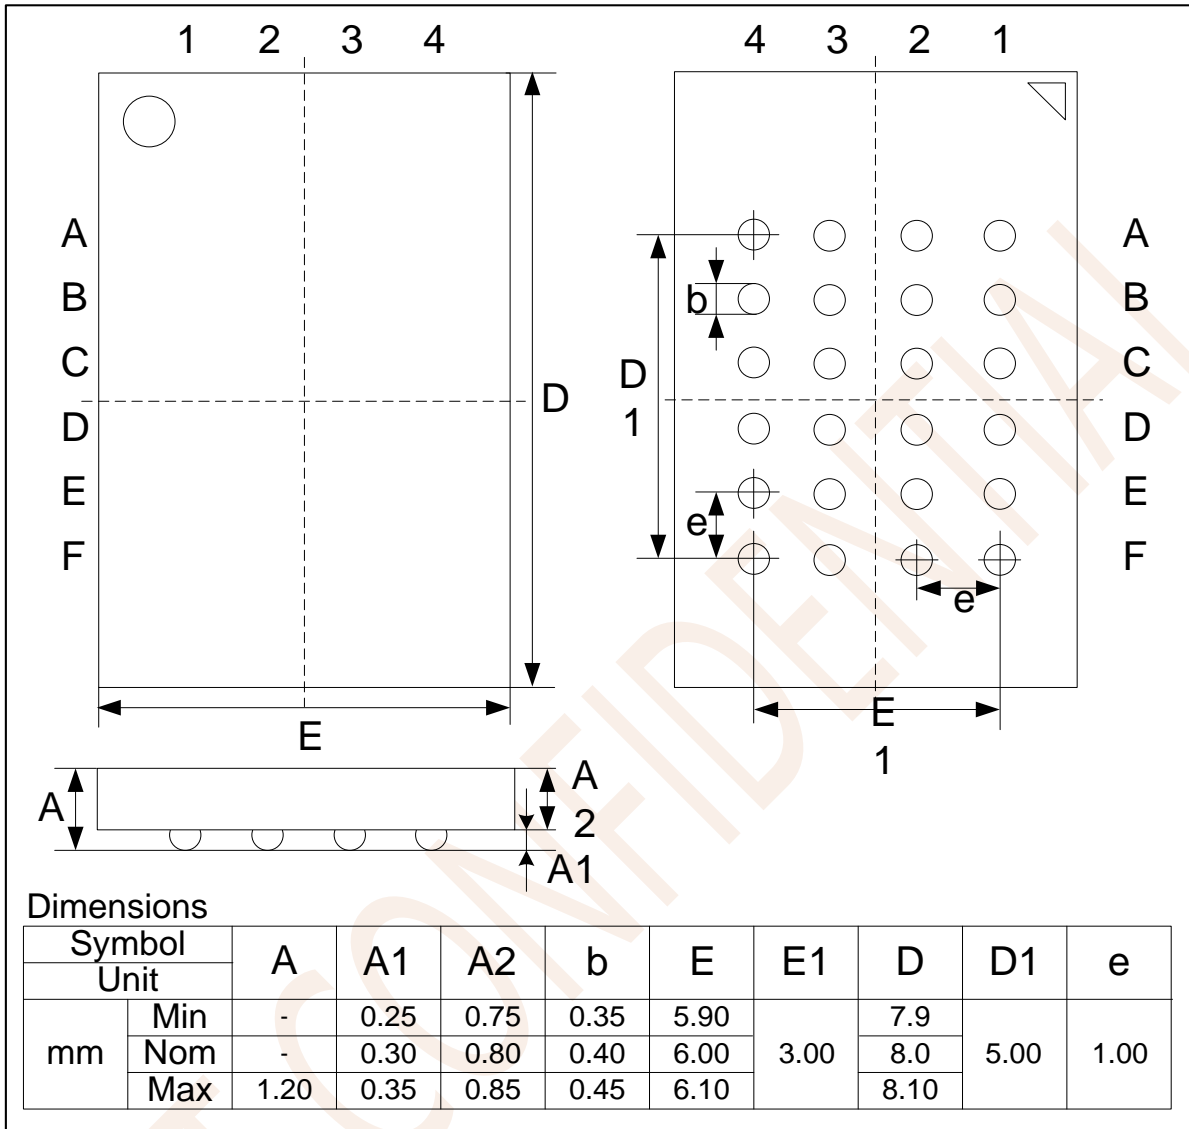 1 2 3 4
4 3 2 1
A
B
C
D
E
F
D
E
A
B
C
D
E
F
b
D
1
e
e
E
1
A
A
2
A1
Dimensions
Symbol A A1 A2 b E E1 D D1 e
Unit
mm Min - 0.25 0.75 0.35 5.90 3.00 7.9 5.00 1.00
Nom - 0.30 0.80 0.40 6.00 8.0
Max 1.20 0.35 0.85 0.45 6.10 8.10
CONFIDENTIAL